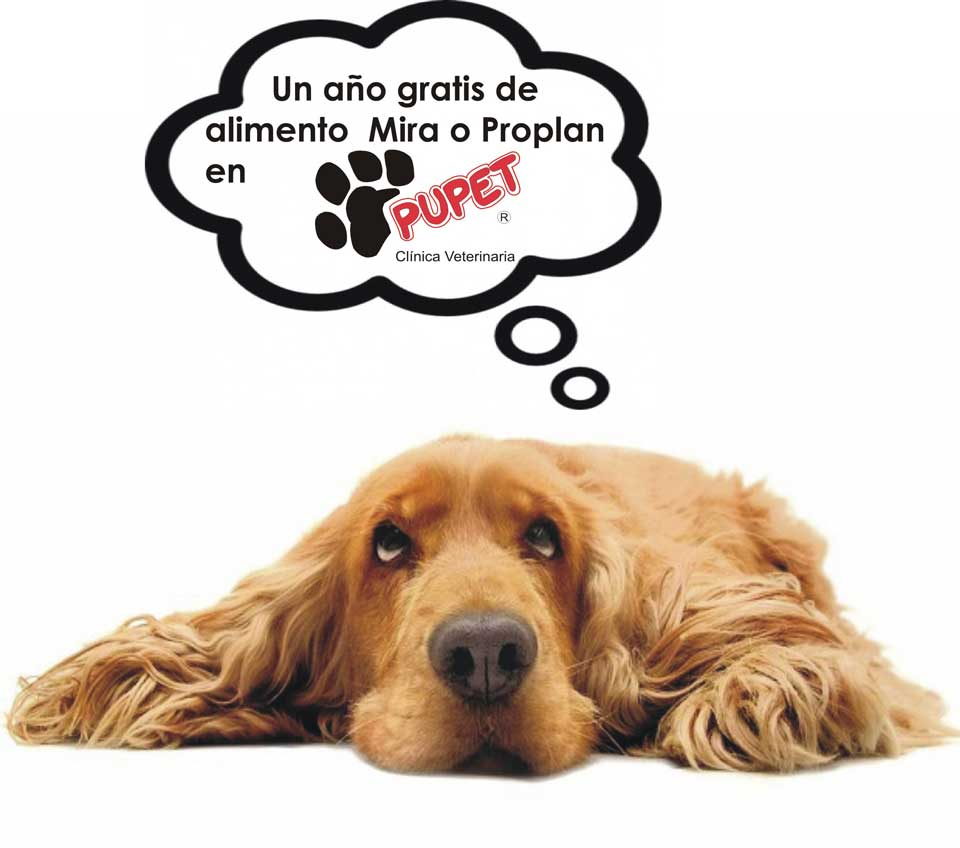 Un año gratis de
alimento Mira o Proplan
en
PUPET
®
Clínica Veterinaria